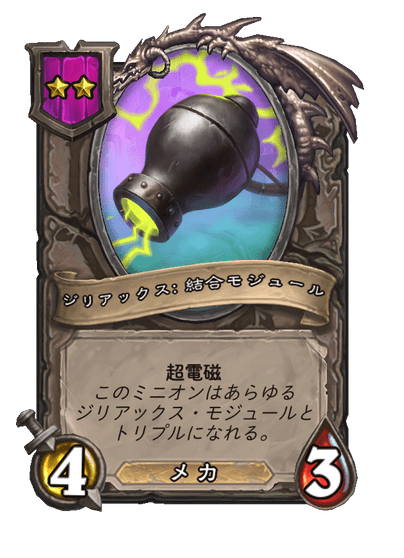 ジリアックス: 結合モジュール
超電磁
このミニオンはあらゆる
ジリアックス・モジュールと
トリプルになれる。
4
メカ
3